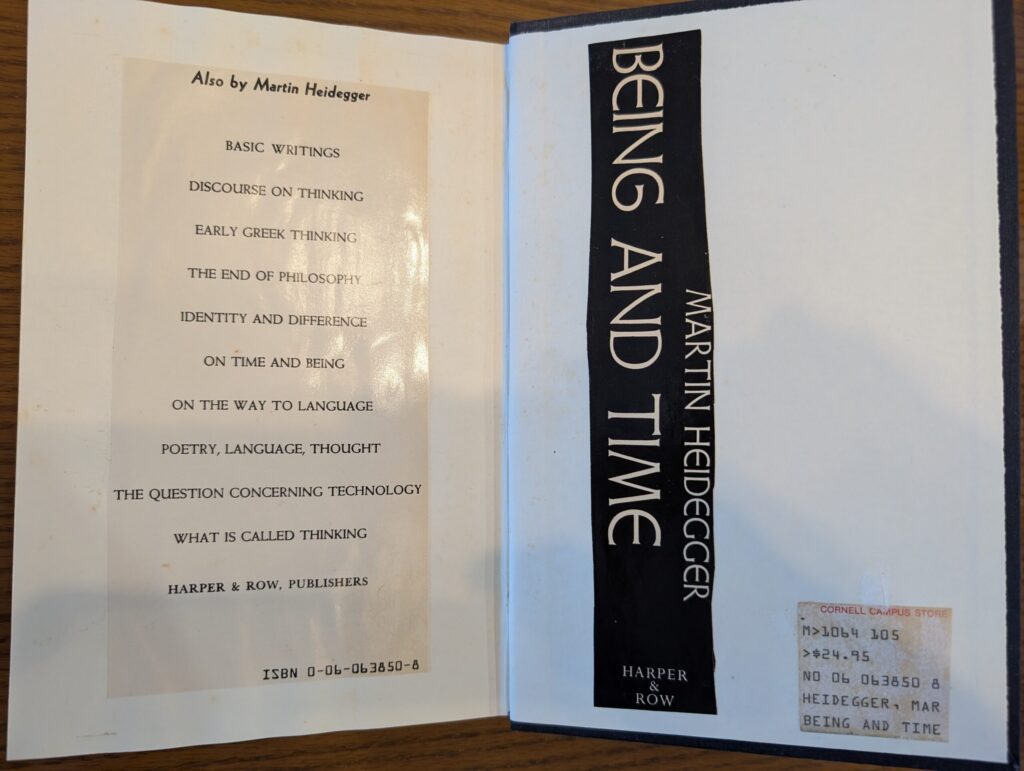 Also by Martin Heidegger
BASIC WRITINGS
DISCOURSE ON THINKING
EARLY GREEK THINKING
THE END OF PHILOSOPHY
IDENTITY AND DIFFERENCE
ON TIME AND BEING
ON THE WAY TO LANGUAGE
POETRY, LANGUAGE, THOUGHT
THE QUESTION CONCERNING TECHNOLOGY
WHAT IS CALLED THINKING
HARPER & ROW, PUBLISHERS
ISBN 0-06-063850-8
BEING AND TIME
MARTIN HEIDEGGER
HARPER
&
ROW
CORNELL CAMPUS STORE
M>1064 105
>$24.95
NO 06 063850 8
HEIDEGGER, MAR
BEING AND TIME